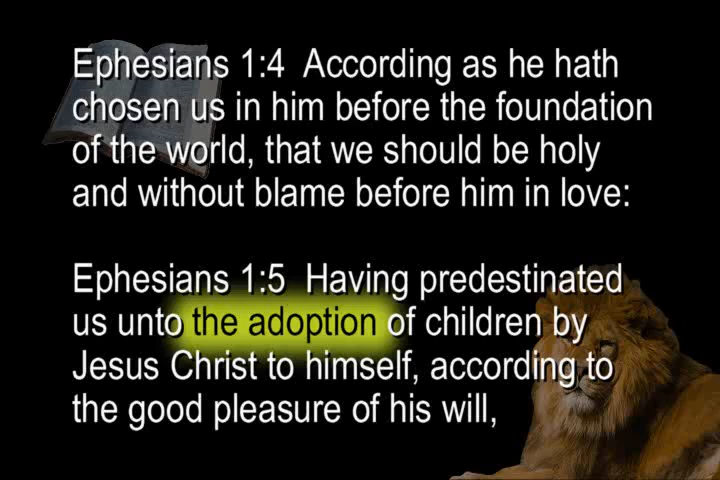 Ephesians 1:4  According as he hath
chosen us in him before the foundation
of the world, that we should be holy
and without blame before him in love:
Ephesians 1:5  Having predestinated
us unto the adoption of children by
Jesus Christ to himself, according to
the good pleasure of his will,